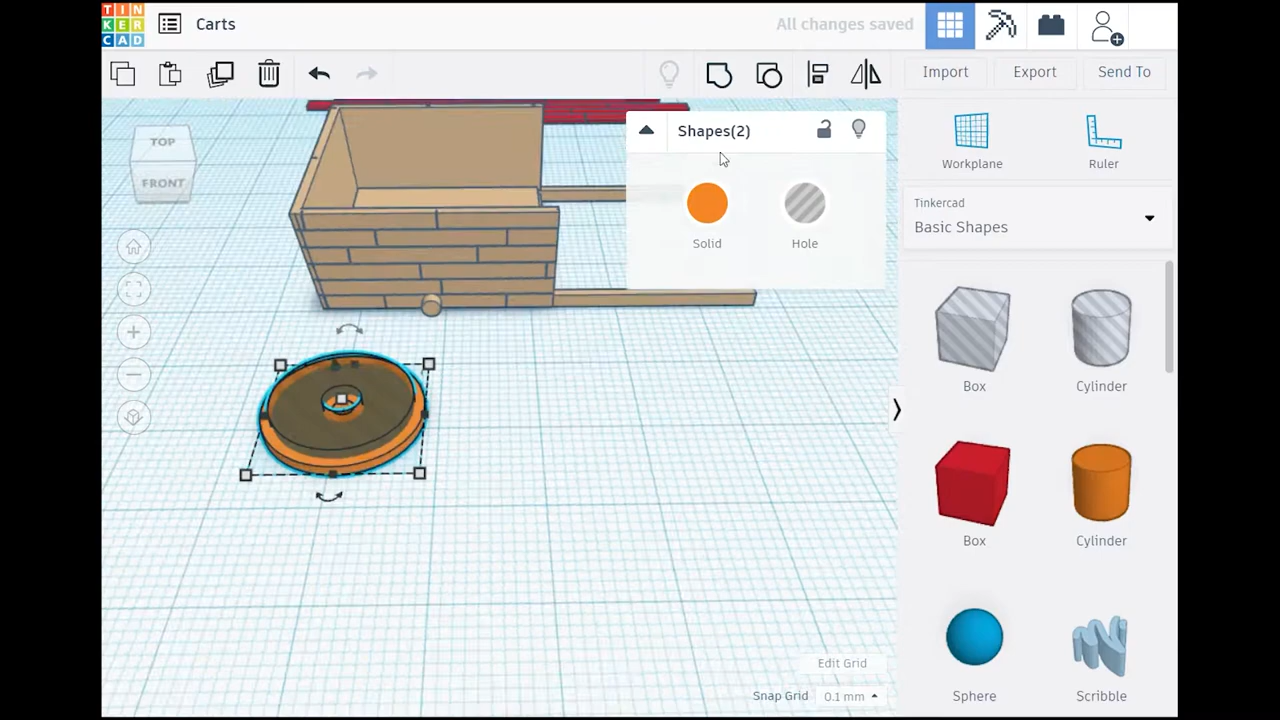 TIN
KER
CAD
Carts
All changes saved
Import
Export
Send To
Shapes(2)
Solid
Hole
TOP
FRONT
Workplane
Ruler
Tinkercad
Basic Shapes
Box
Cylinder
Box
Cylinder
Sphere
Scribble
Edit Grid
Snap Grid
0.1 mm